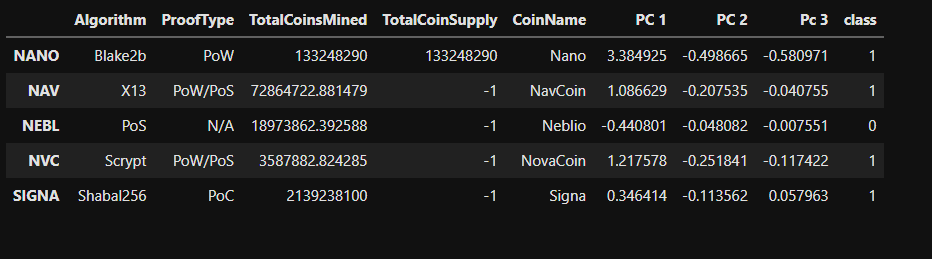 Algorithm ProofType TotalCoinsMined TotalCoinSupply CoinName PC 1 PC 2 Pc 3 class
NANO Blake2b PoW 133248290 133248290 Nano 3.384925 -0.498665 -0.580971 1
NAV X13 PoW/PoS 72864722.881479 -1 NavCoin 1.086629 -0.207535 -0.040755 1
NEBL PoS N/A 18973862.392588 -1 Neblio -0.440801 -0.048082 -0.007551 0
NVC Scrypt PoW/PoS 3587882.824285 -1 NovaCoin 1.217578 -0.251841 -0.117422 1
SIGNA Shabal256 PoC 2139238100 -1 Signa 0.346414 -0.113562 0.057963 1